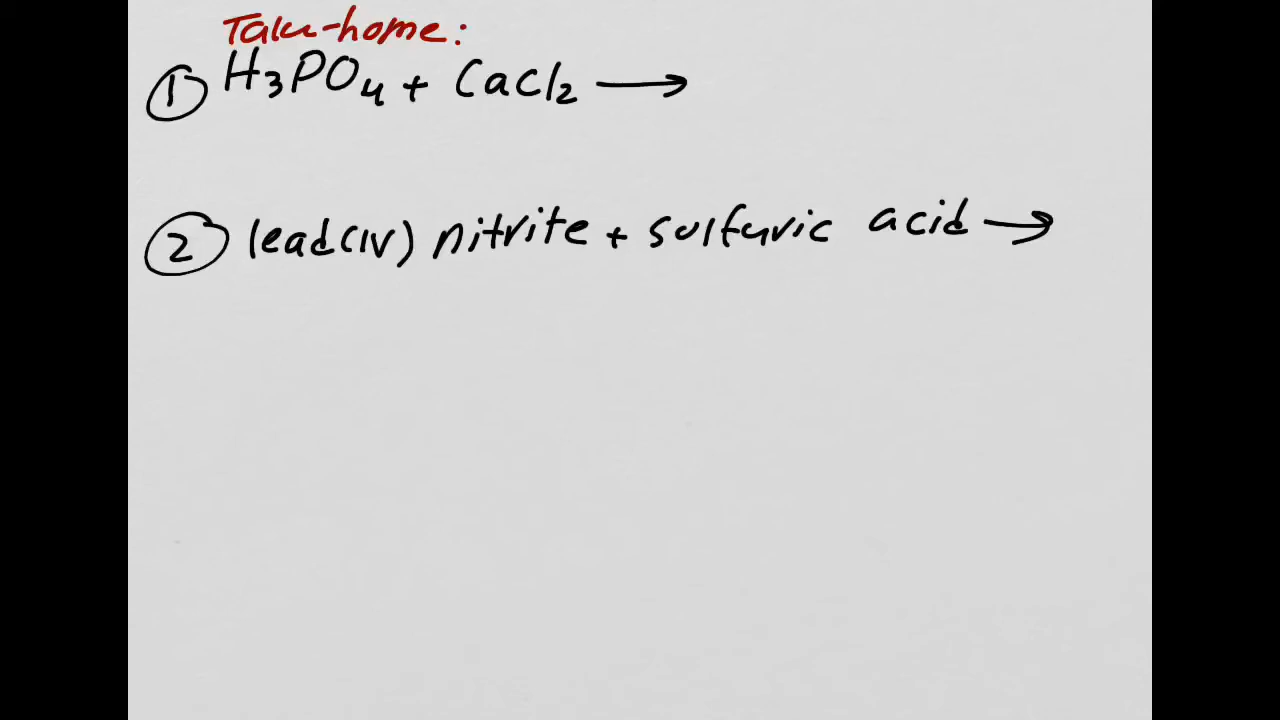 Take-home:
① H₃PO₄ + CaCl₂ →
② lead(IV) nitrite + sulfuric acid →